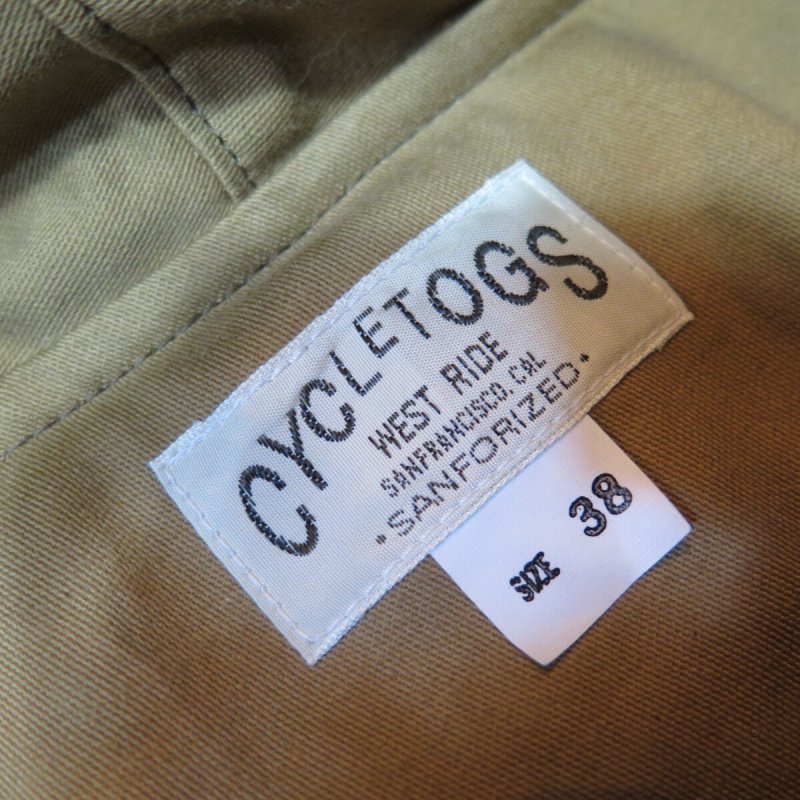 CYCLETOGS
WEST RIDE
SANFRANCISCO, CAL
"SANFORIZED"
SIZE 38